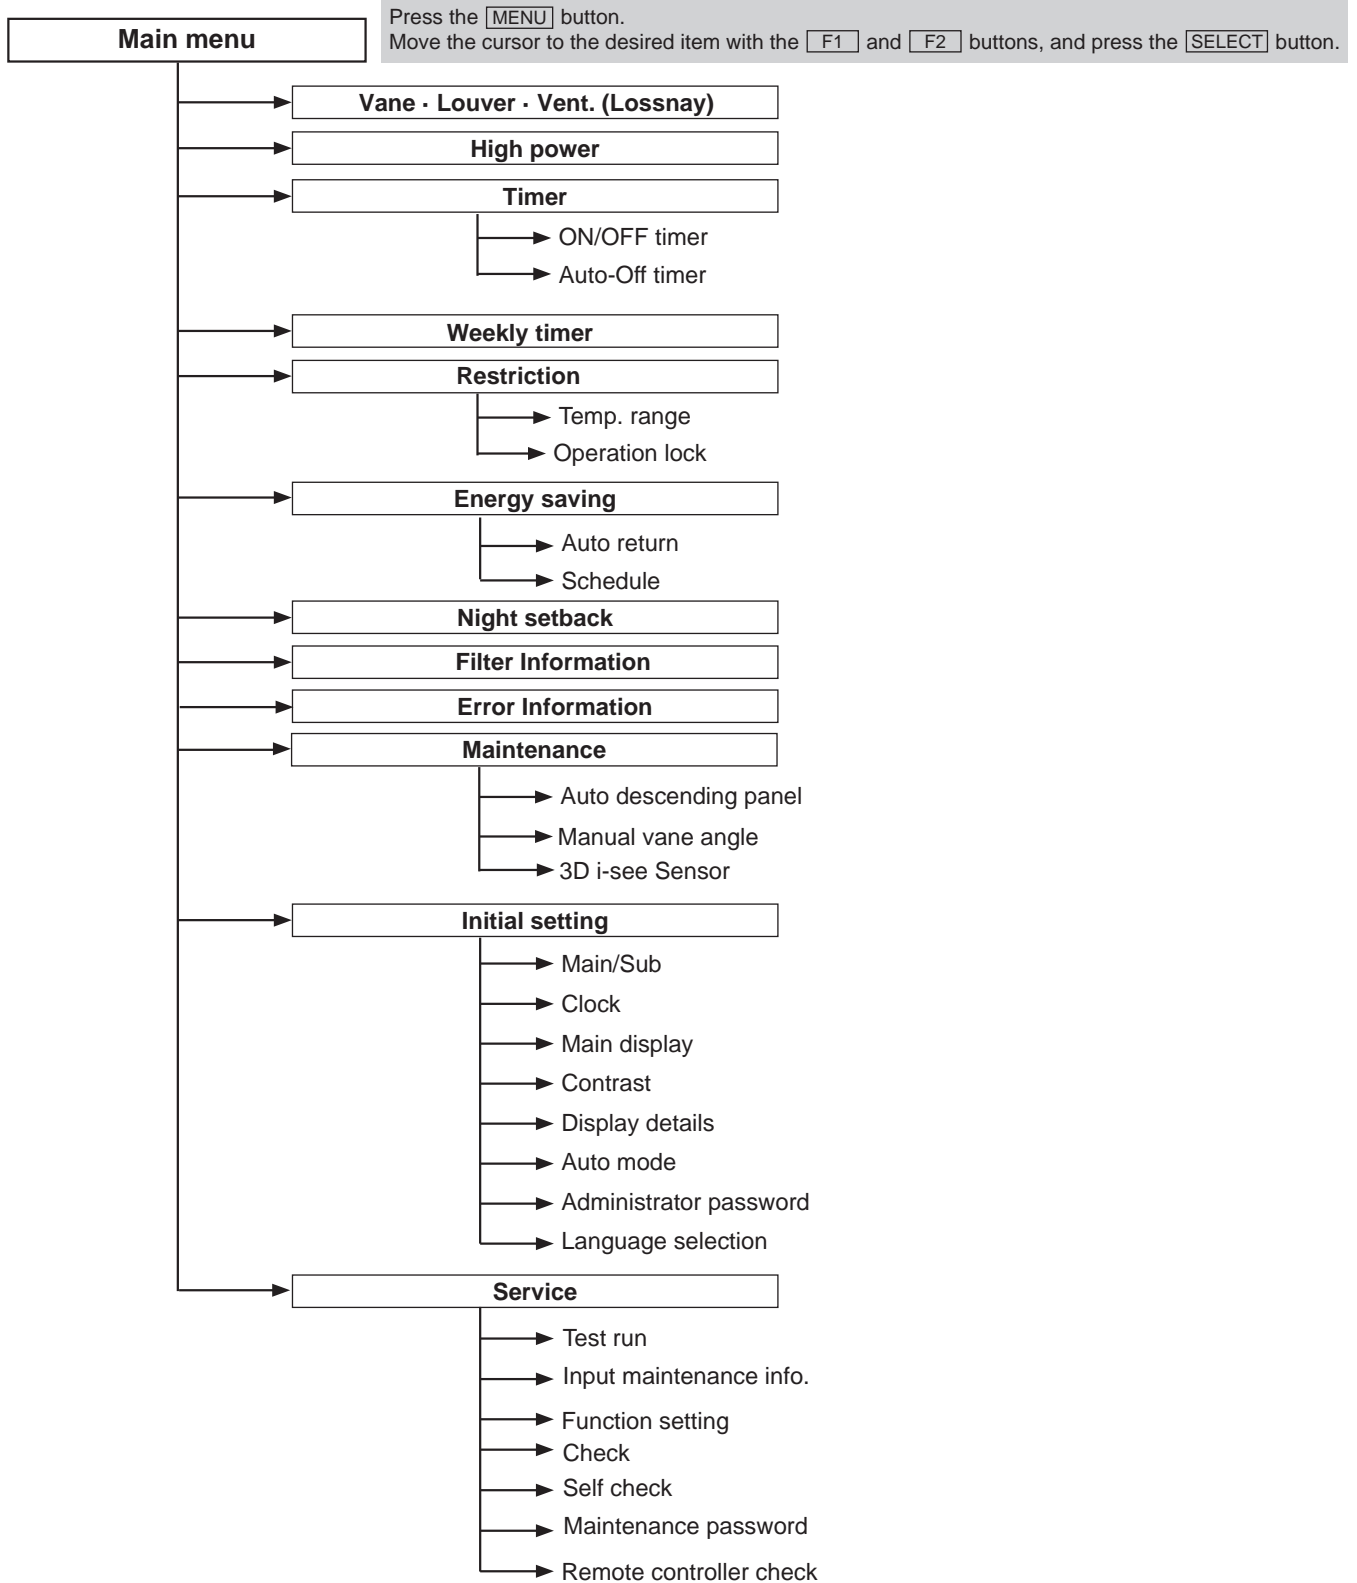 Main menu
Press the MENU button.
Move the cursor to the desired item with the F1 and F2 buttons, and press the SELECT button.
Vane · Louver · Vent. (Lossnay)
High power
Timer
ON/OFF timer
Auto-Off timer
Weekly timer
Restriction
Temp. range
Operation lock
Energy saving
Auto return
Schedule
Night setback
Filter Information
Error Information
Maintenance
Auto descending panel
Manual vane angle
3D i-see Sensor
Initial setting
Main/Sub
Clock
Main display
Contrast
Display details
Auto mode
Administrator password
Language selection
Service
Test run
Input maintenance info.
Function setting
Check
Self check
Maintenance password
Remote controller check